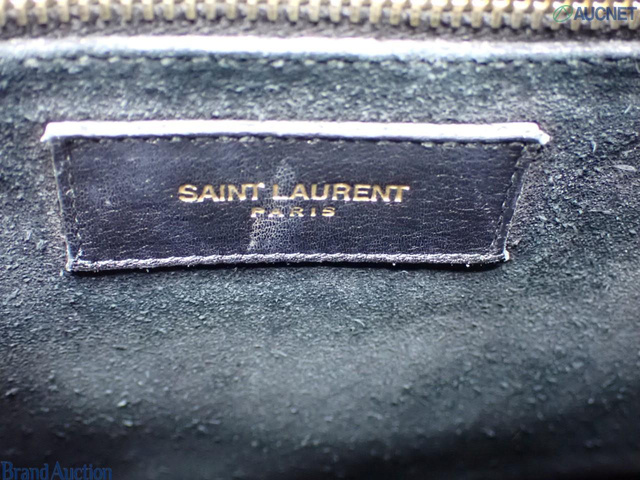 AUCNET
SAINT LAURENT
PARIS
Brand Auction